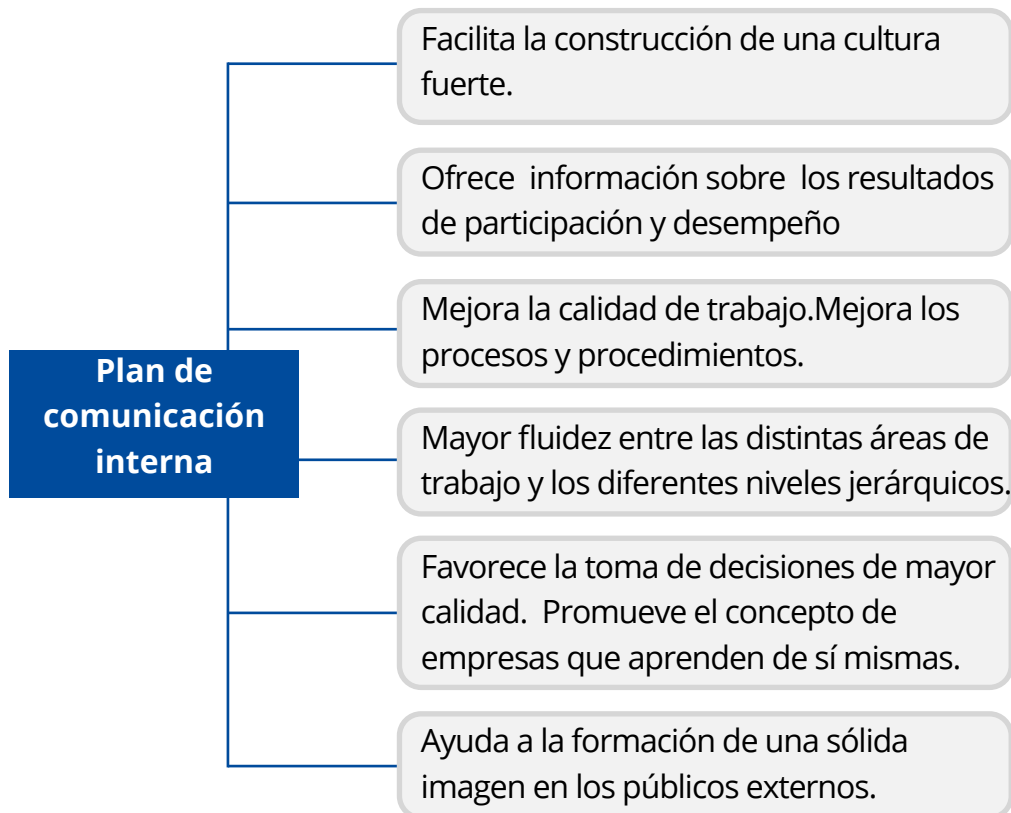 Facilita la construcción de una cultura
fuerte.
Ofrece información sobre los resultados
de participación y desempeño
Mejora la calidad de trabajo.Mejora los
procesos y procedimientos.
Plan de
comunicación
interna
Mayor fluidez entre las distintas áreas de
trabajo y los diferentes niveles jerárquicos.
Favorece la toma de decisiones de mayor
calidad. Promueve el concepto de
empresas que aprenden de sí mismas.
Ayuda a la formación de una sólida
imagen en los públicos externos.